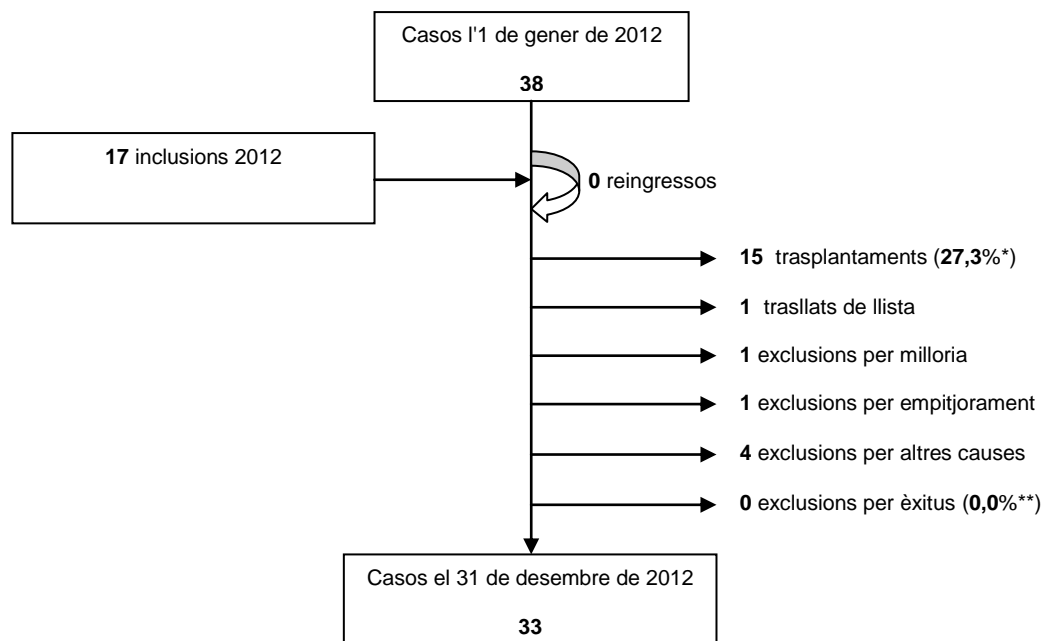 Casos l'1 de gener de 2012
38
17 inclusions 2012
0 reingressos
15 trasplantaments (27,3%*)
1 trasllats de llista
1 exclusions per milloria
1 exclusions per empitjorament
4 exclusions per altres causes
0 exclusions per èxitus (0,0%**)
Casos el 31 de desembre de 2012
33